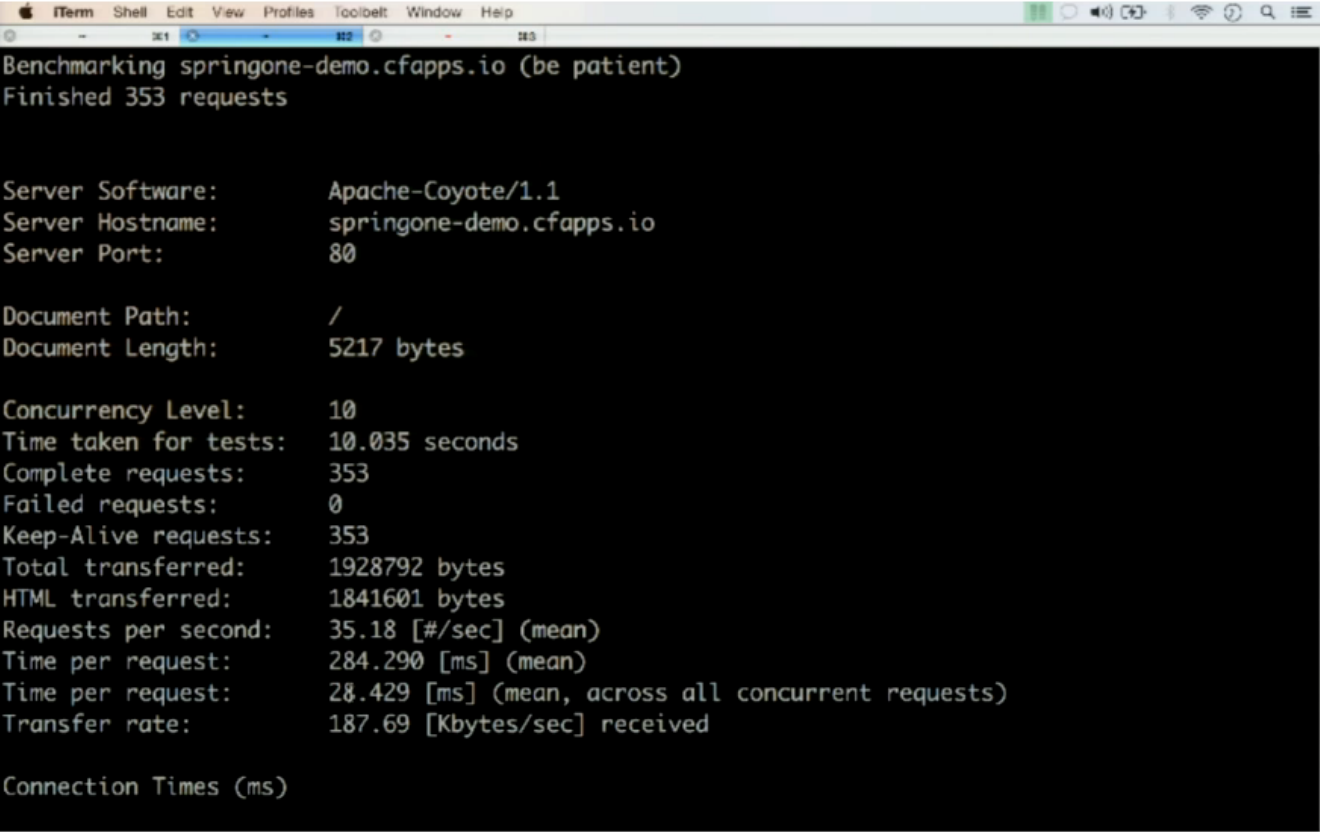 iTerm Shell Edit View Profiles Toolbelt Window Help
⌘1 ⌘2 ⌘3
Benchmarking springone-demo.cfapps.io (be patient)
Finished 353 requests
Server Software: Apache-Coyote/1.1
Server Hostname: springone-demo.cfapps.io
Server Port: 80
Document Path: /
Document Length: 5217 bytes
Concurrency Level: 10
Time taken for tests: 10.035 seconds
Complete requests: 353
Failed requests: 0
Keep-Alive requests: 353
Total transferred: 1928792 bytes
HTML transferred: 1841601 bytes
Requests per second: 35.18 [#/sec] (mean)
Time per request: 284.290 [ms] (mean)
Time per request: 28.429 [ms] (mean, across all concurrent requests)
Transfer rate: 187.69 [Kbytes/sec] received
Connection Times (ms)